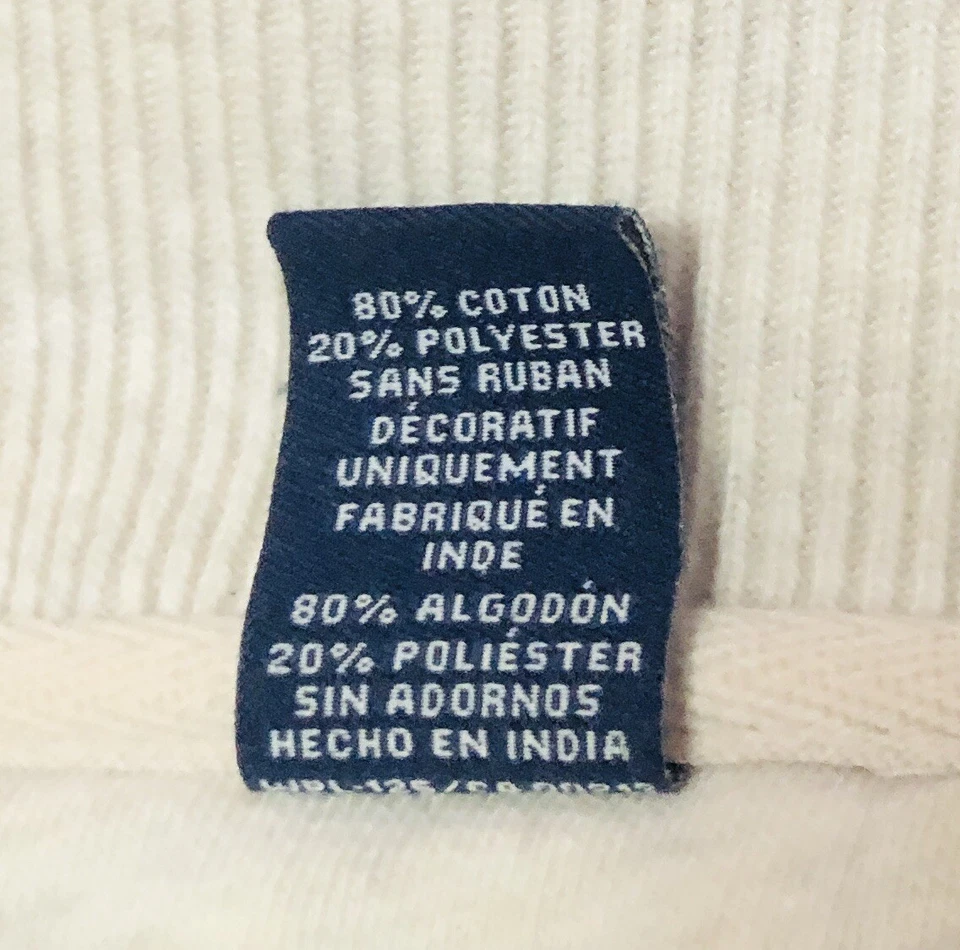 80% COTON
20% POLYESTER
SANS RUBAN
DÉCORATIF
UNIQUEMENT
FABRIQUÉ EN
INDE
80% ALGODÓN
20% POLIÉSTER
SIN ADORNOS
HECHO EN INDIA